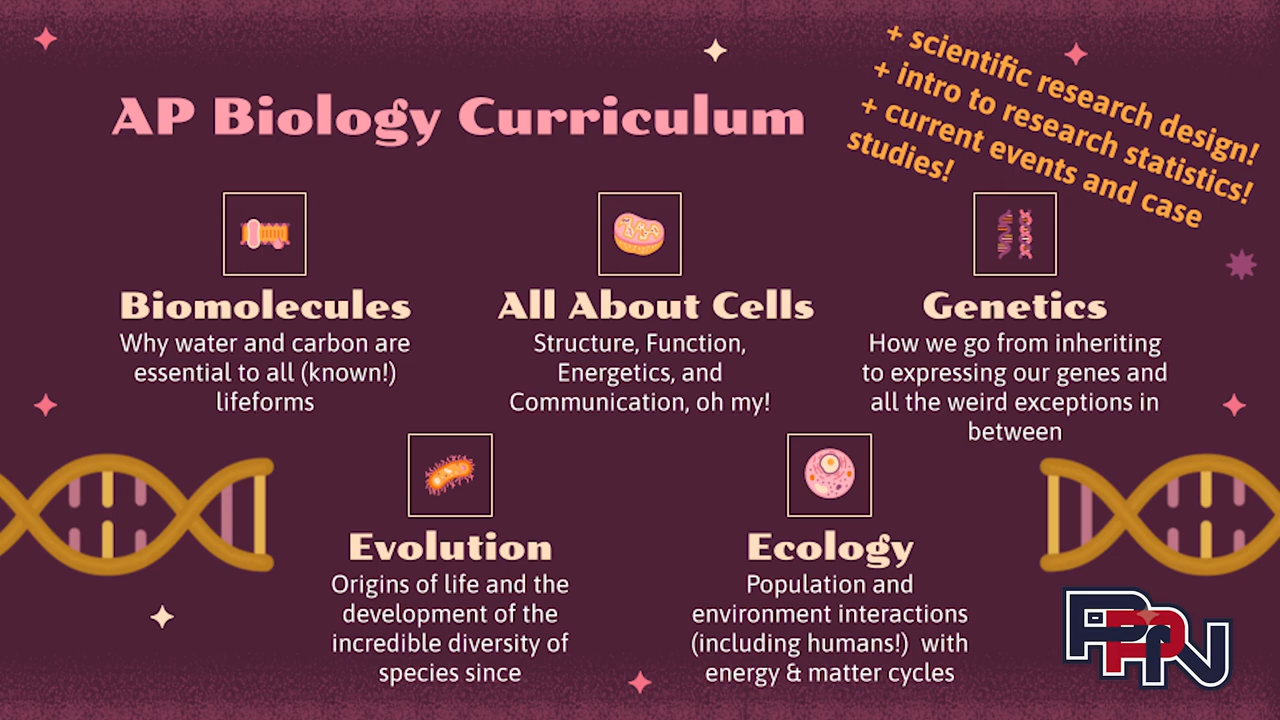 AP Biology Curriculum
+ scientific research design!
+ intro to research statistics!
+ current events and case
studies!
Biomolecules
Why water and carbon are
essential to all (known!)
lifeforms
All About Cells
Structure, Function,
Energetics, and
Communication, oh my!
Genetics
How we go from inheriting
to expressing our genes and
all the weird exceptions in
between
Evolution
Origins of life and the
development of the
incredible diversity of
species since
Ecology
Population and
environment interactions
(including humans!)  with
energy & matter cycles
PPN